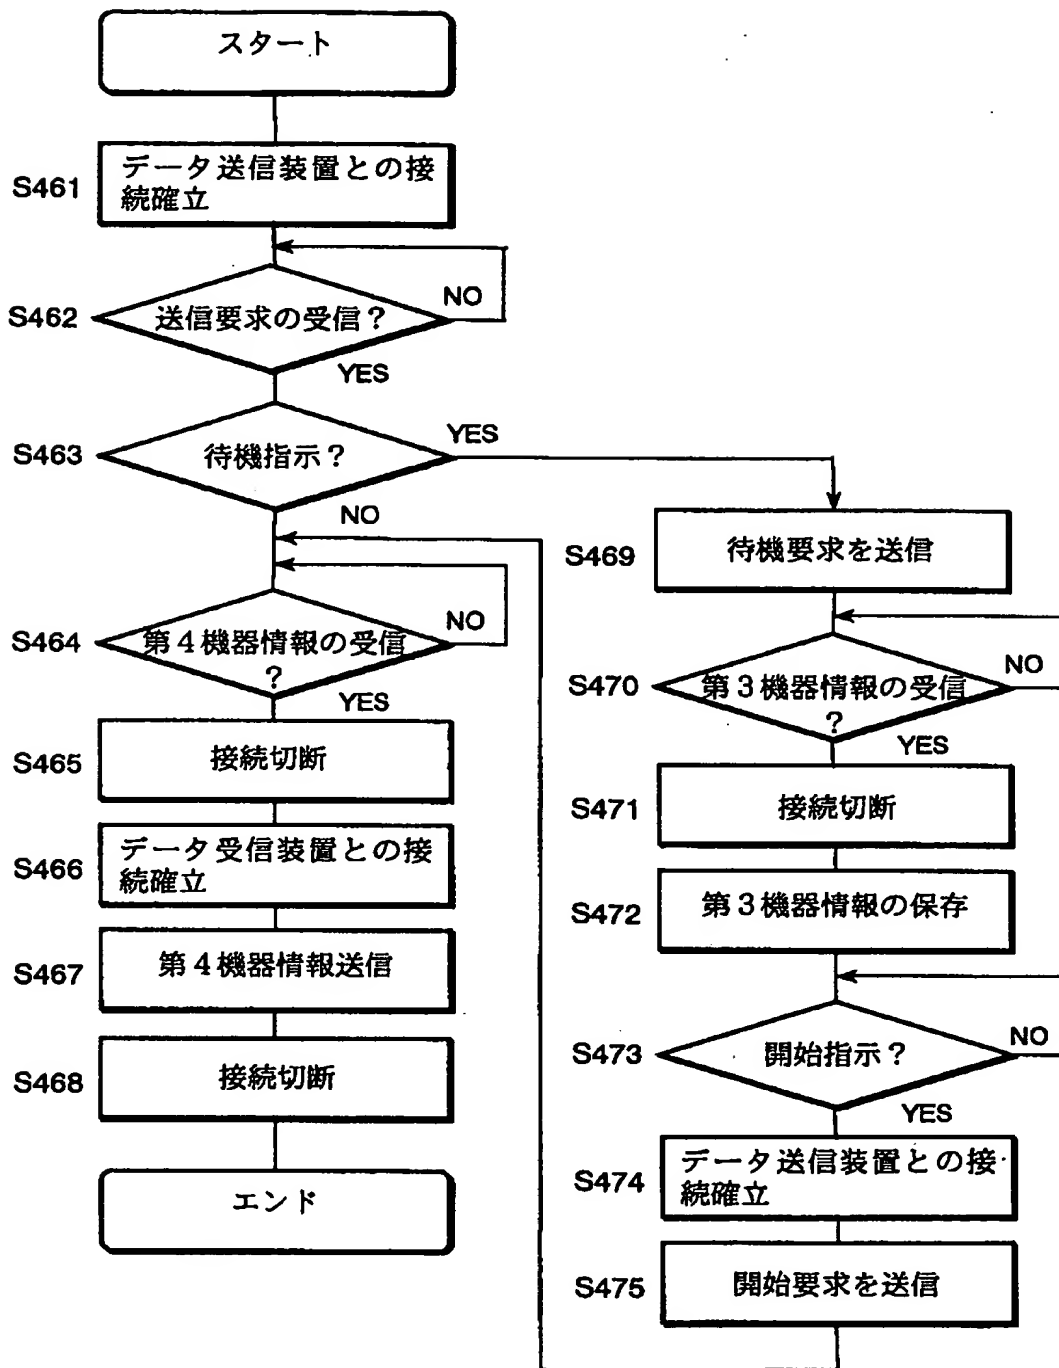 スタート
S461
データ送信装置との接
続確立
S462
送信要求の受信？
NO
YES
S463
待機指示？
YES
NO
S464
第４機器情報の受信
？
NO
YES
S465
接続切断
S466
データ受信装置との接
続確立
S467
第４機器情報送信
S468
接続切断
エンド
S469
待機要求を送信
S470
第３機器情報の受信
？
NO
YES
S471
接続切断
S472
第３機器情報の保存
S473
開始指示？
NO
YES
S474
データ送信装置との接
続確立
S475
開始要求を送信